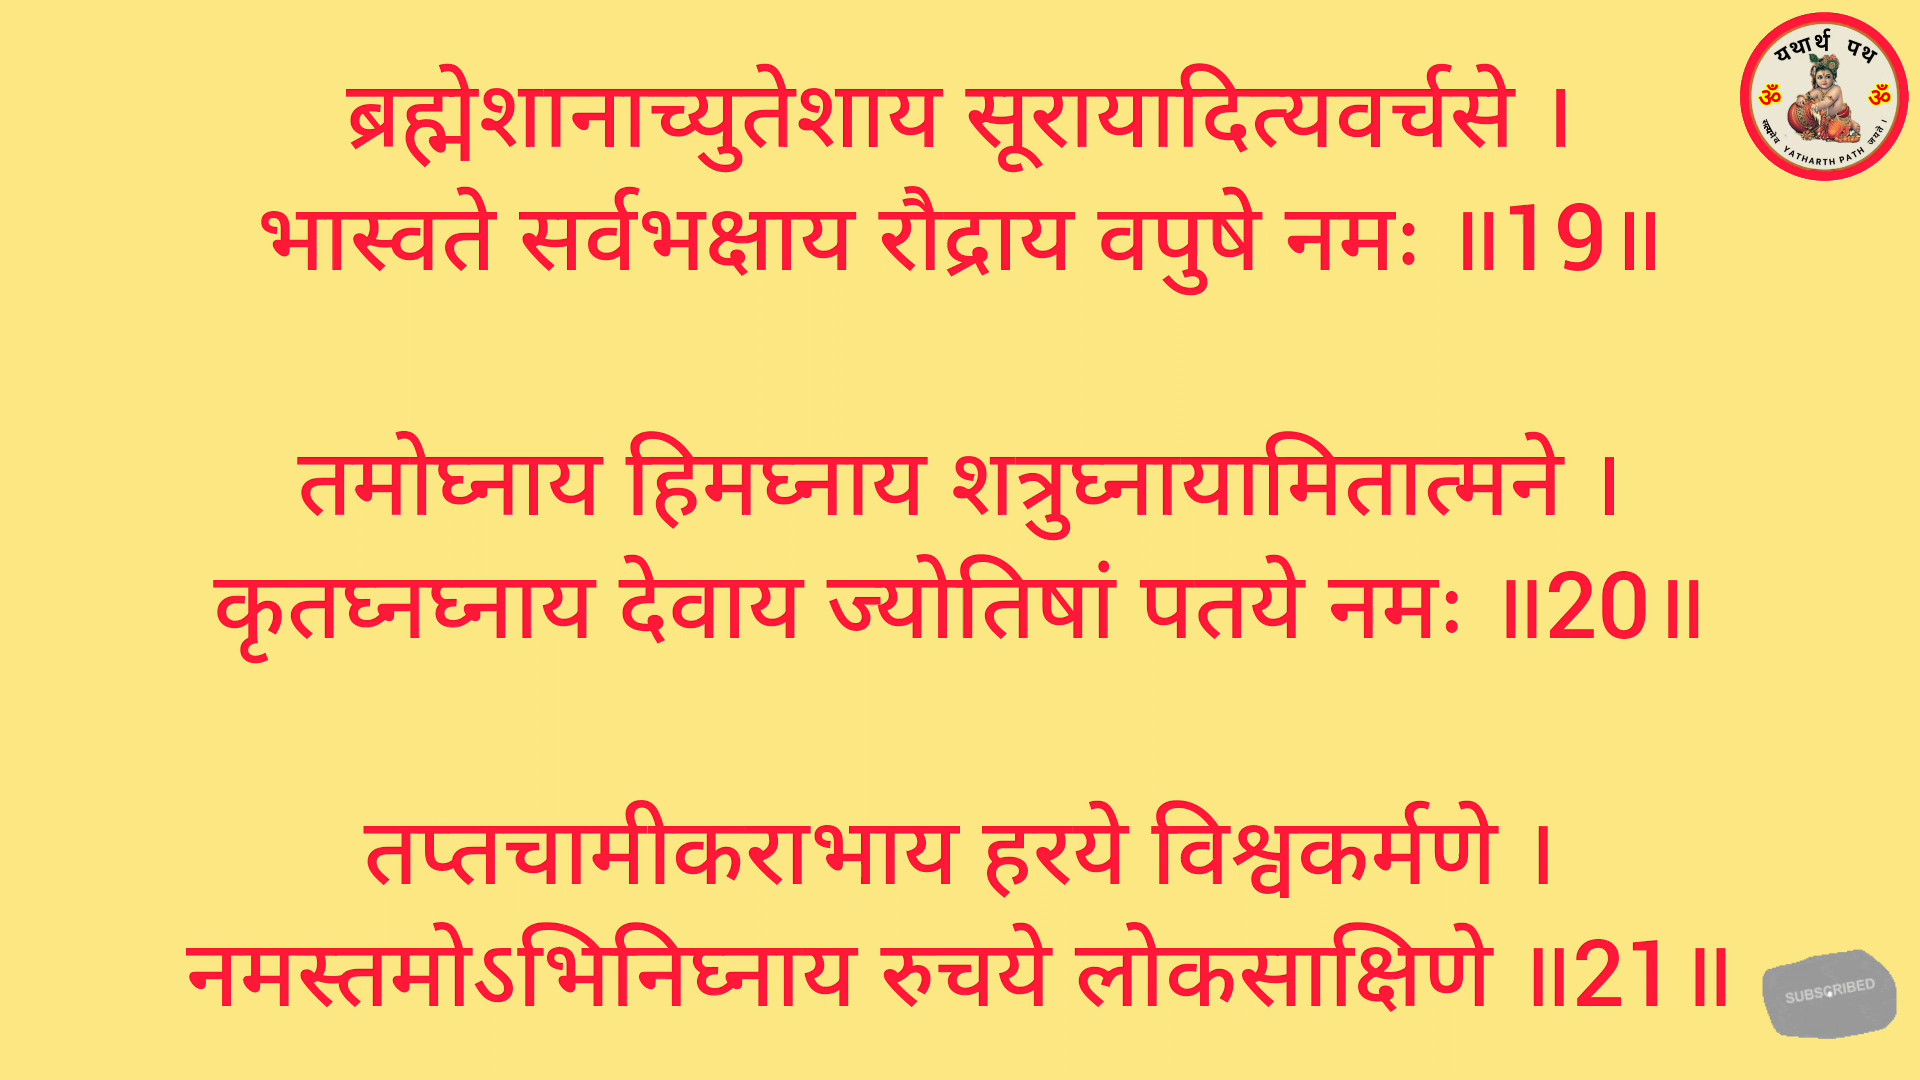 ब्रह्मेशानाच्युतेशाय सूरायादित्यवर्चसे ।
भास्वते सर्वभक्षाय रौद्राय वपुषे नमः ॥19॥
तमोघ्नाय हिमघ्नाय शत्रुघ्नायामितात्मने ।
कृतघ्नघ्नाय देवाय ज्योतिषां पतये नमः ॥20॥
तप्तचामीकराभाय हरये विश्वकर्मणे ।
नमस्तमोऽभिनिघ्नाय रुचये लोकसाक्षिणे ॥21॥
यथार्थ पथ
ॐ ॐ
YATHARTH PATH
जयते ।
SUBSCRIBED